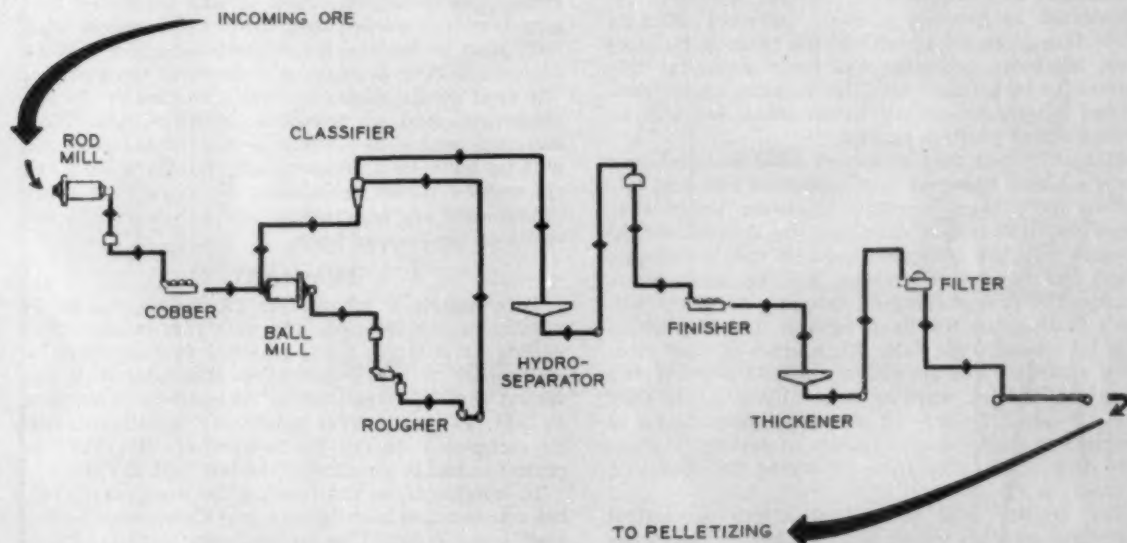 INCOMING ORE
ROD
MILL
CLASSIFIER
COBBER
BALL
MILL
ROUGHER
HYDRO-
SEPARATOR
FINISHER
FILTER
THICKENER
TO PELLETIZING